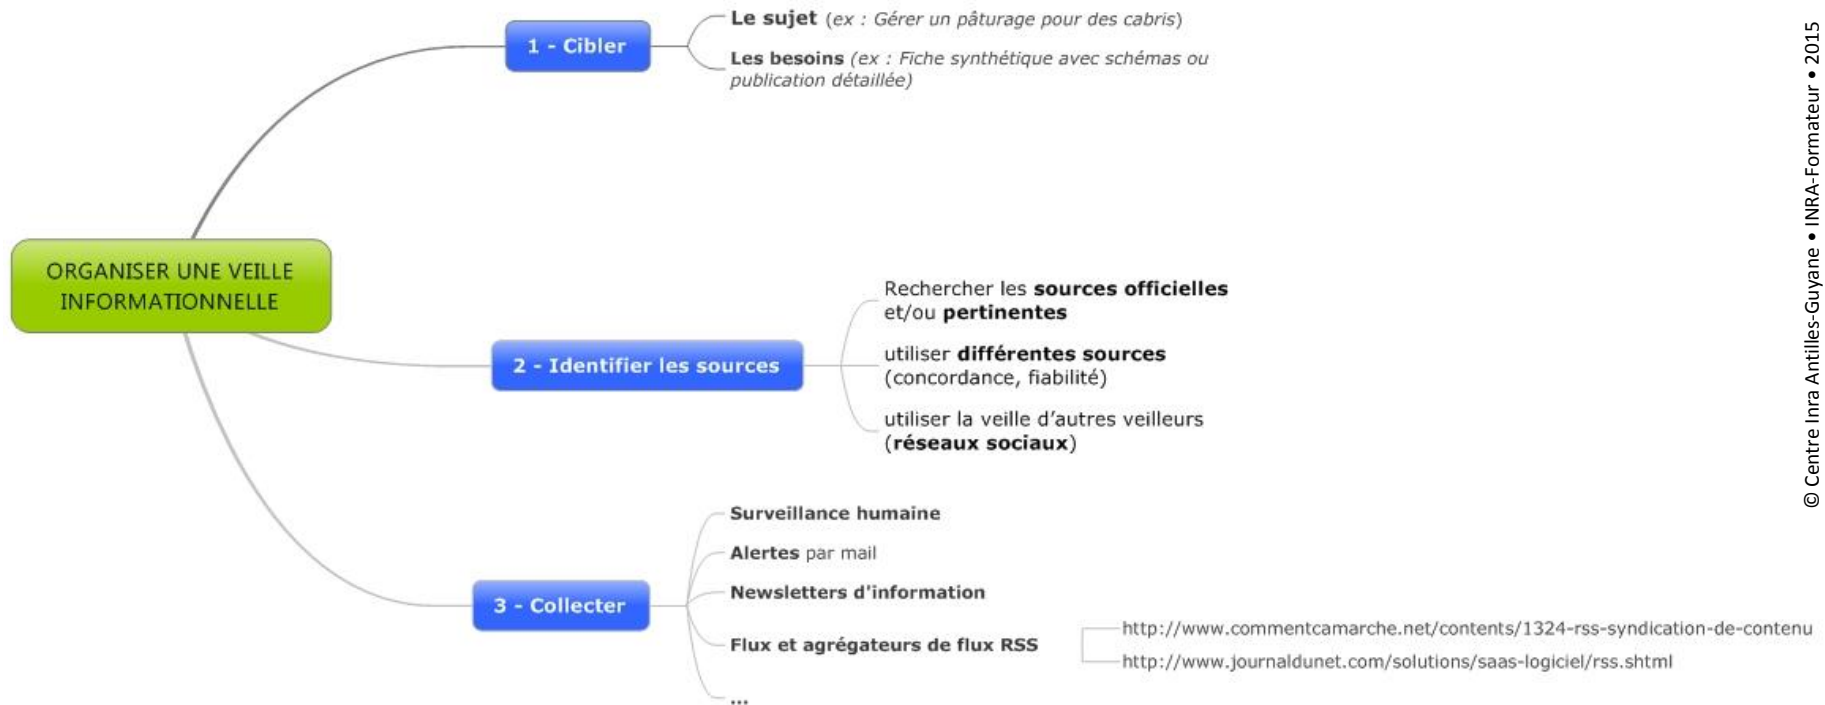 ORGANISER UNE VEILLE
INFORMATIONNELLE
1 - Cibler
Le sujet (ex : Gérer un pâturage pour des cabris)
Les besoins (ex : Fiche synthétique avec schémas ou
publication détaillée)
2 - Identifier les sources
Rechercher les sources officielles
et/ou pertinentes
utiliser différentes sources
(concordance, fiabilité)
utiliser la veille d'autres veilleurs
(réseaux sociaux)
3 - Collecter
Surveillance humaine
Alertes par mail
Newsletters d'information
Flux et agrégateurs de flux RSS
http://www.commentcamarche.net/contents/1324-rss-syndication-de-contenu
http://www.journaldunet.com/solutions/saas-logiciel/rss.shtml
...
© Centre Inra Antilles-Guyane • INRA-Formateur • 2015